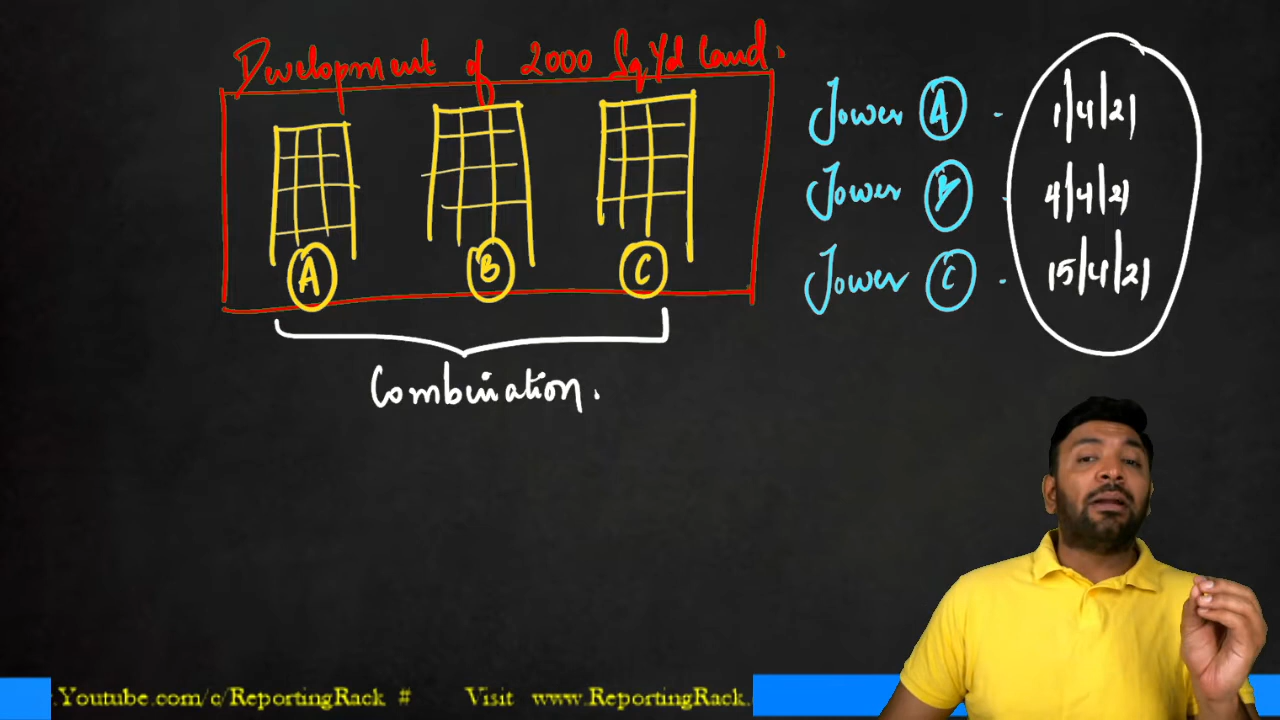 Development of 2000 Sq Yd land.
A B C
Combination.
Tower A - 1/4/21
Tower B - 4/4/21
Tower C - 15/4/21
.Youtube.com/c/ReportingRack # Visit www.ReportingRack.